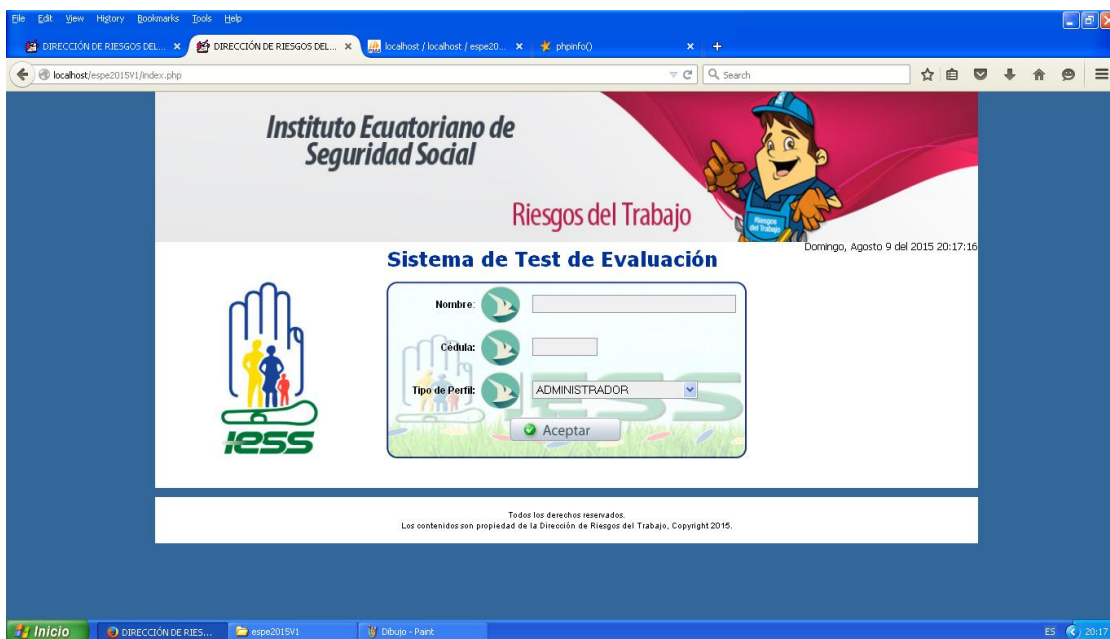 File Edit View History Bookmarks Tools Help
DIRECCIÓN DE RIESGOS DEL... × DIRECCIÓN DE RIESGOS DEL... × localhost / localhost / espe20... × phpinfo() × +
localhost/espe2015V1/index.php Search
Instituto Ecuatoriano de
Seguridad Social
Riesgos del Trabajo
Riesgos
del Trabajo
Domingo, Agosto 9 del 2015 20:17:16
Sistema de Test de Evaluación
Nombre:
Cédula:
Tipo de Perfil: ADMINISTRADOR
Aceptar
IESS
IESS
Todos los derechos reservados.
Los contenidos son propiedad de la Dirección de Riesgos del Trabajo, Copyright 2015.
Inicio DIRECCIÓN DE RIES... espe2015V1 Dibujo - Paint ES 20:17